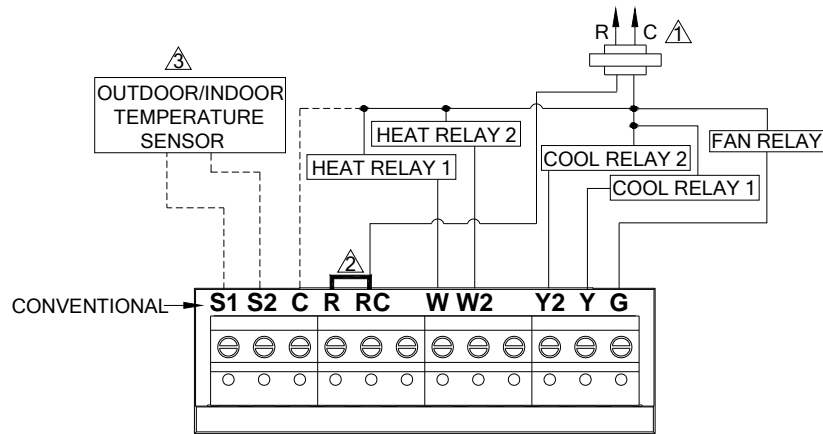 R C 1
3
OUTDOOR/INDOOR
TEMPERATURE
SENSOR
HEAT RELAY 2
HEAT RELAY 1
FAN RELAY
COOL RELAY 2
COOL RELAY 1
2
CONVENTIONAL
S1 S2 C R RC W W2 Y2 Y G